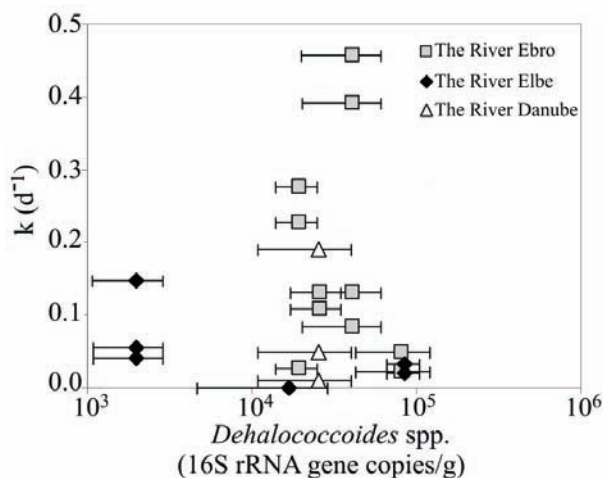 0.5
0.4
0.3
0.2
0.1
0.0
k (d⁻¹)
The River Ebro
The River Elbe
The River Danube
10³ 10⁴ 10⁵ 10⁶
Dehalococcoides spp.
(16S rRNA gene copies/g)